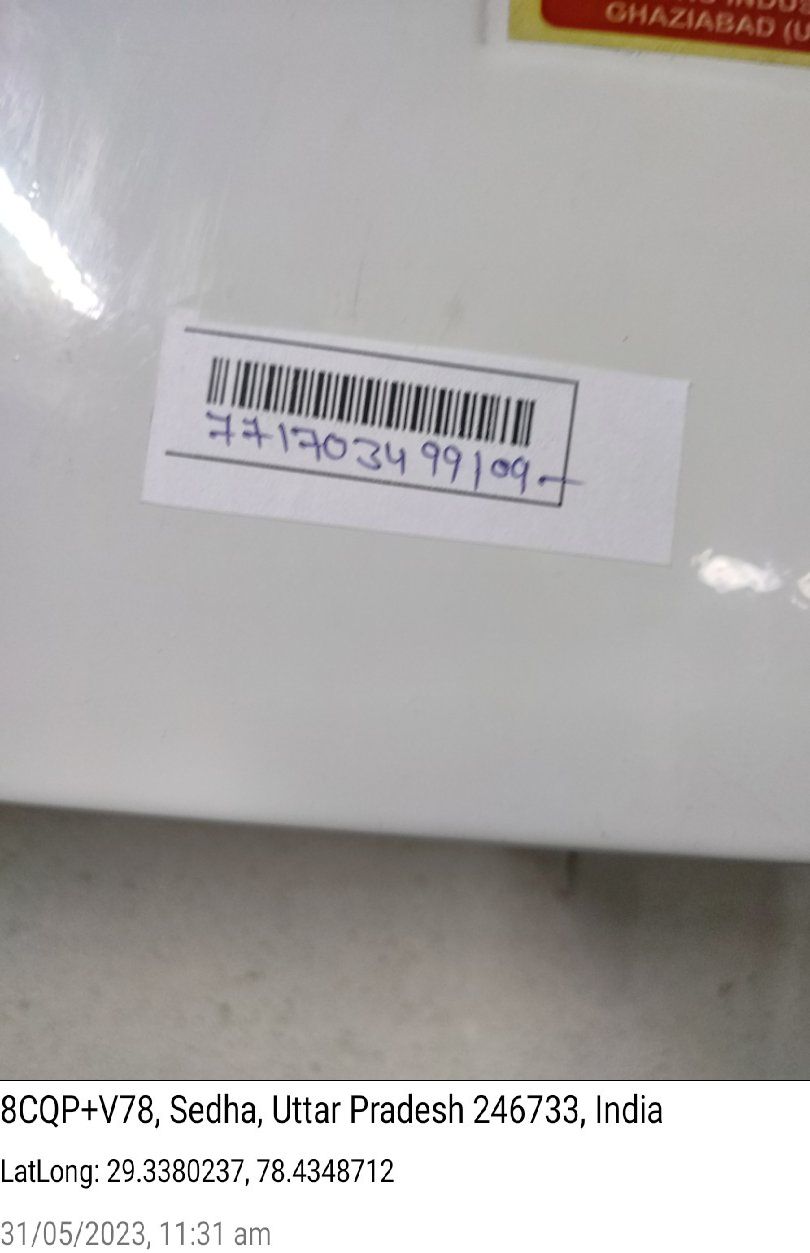 GHAZIABAD (U
771703499109
8CQP+V78, Sedha, Uttar Pradesh 246733, India
LatLong: 29.3380237, 78.4348712
31/05/2023, 11:31 am